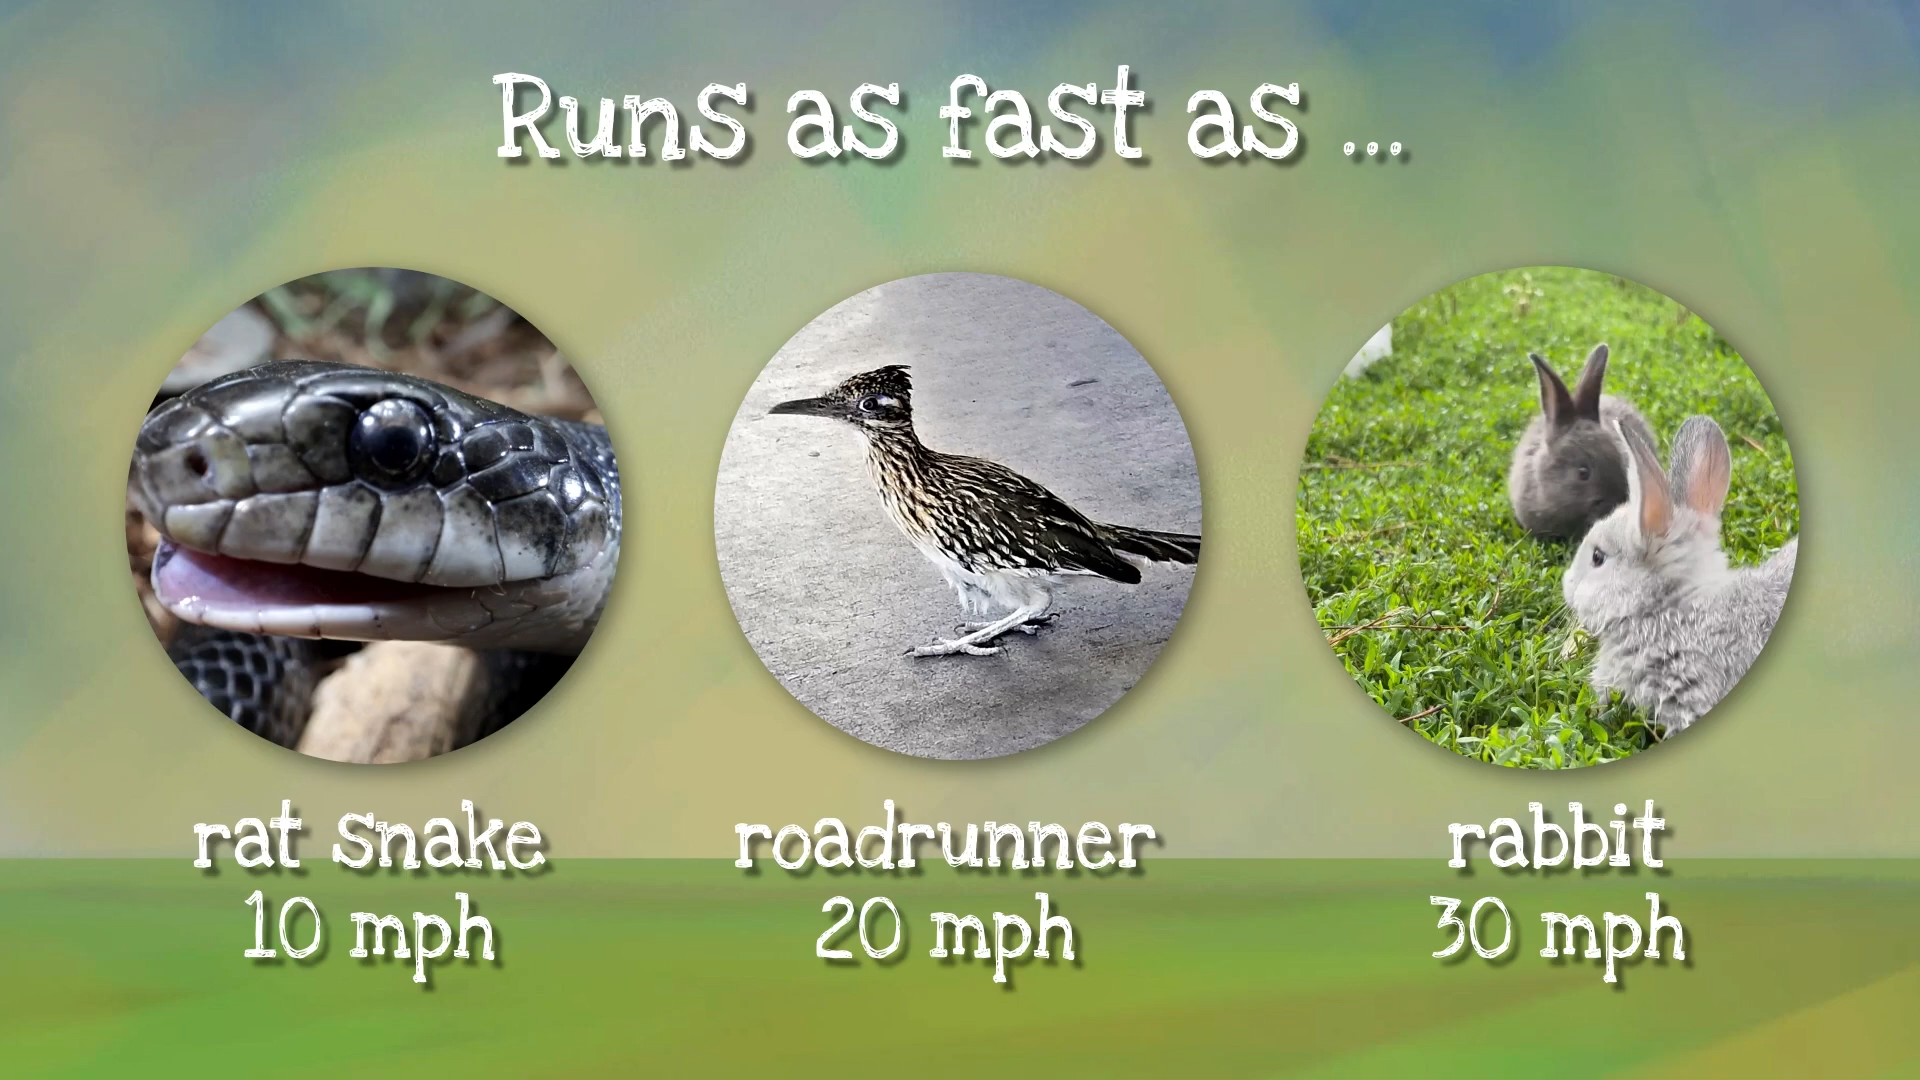 Runs as fast as ...
rat snake
10 mph
roadrunner
20 mph
rabbit
30 mph